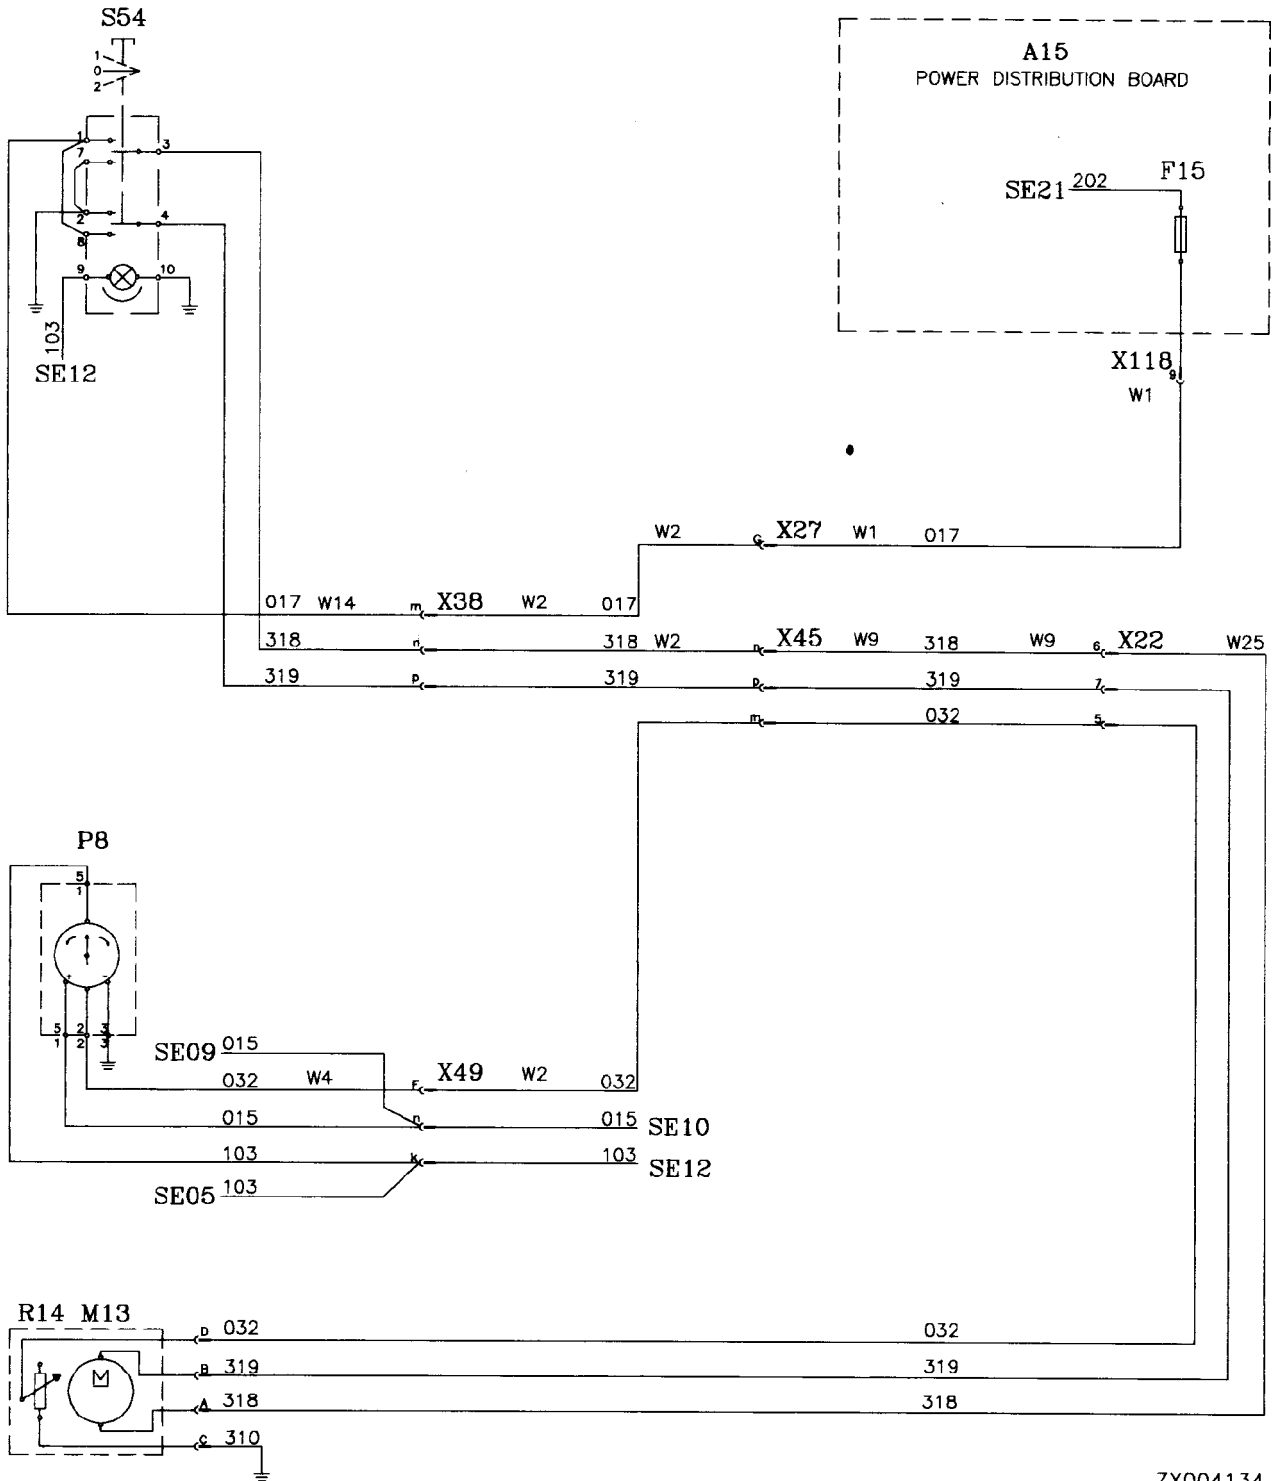 S54
1
0
2
A15
POWER DISTRIBUTION BOARD
1
3
7
SE21 202 F15
2
4
8
9 10
103
SE12
X118
9
W1
W2 G X27 W1 017
017 W14 m X38 W2 017
318 n 318 W2 n X45 W9 318 W9 6 X22 W25
319 p 319 p 319 7
m 032 5
P8
5
1
+ −
5 2 3
1 2 3
SE09 015
032 W4 F X49 W2 032
015 n 015 SE10
103 k 103 SE12
SE05 103
R14 M13
D 032 032
M B 319 319
A 318 318
C 310
ZX004134